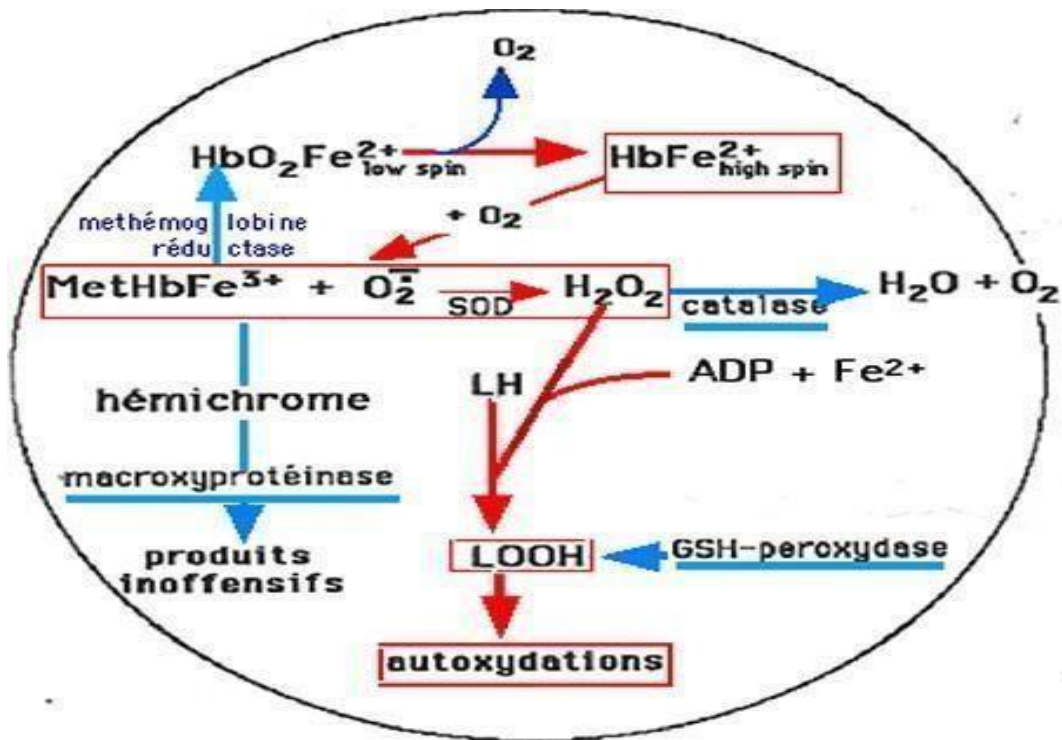 O₂
HbO₂Fe²⁺ low spin HbFe²⁺ high spin
+ O₂
methémoglobine
réductase
MetHbFe³⁺ + O₂⨪ SOD H₂O₂ catalase H₂O + O₂
LH ADP + Fe²⁺
hémichrome
macroxyprotéinase
produits
inoffensifs
LOOH GSH-peroxydase
autoxydations